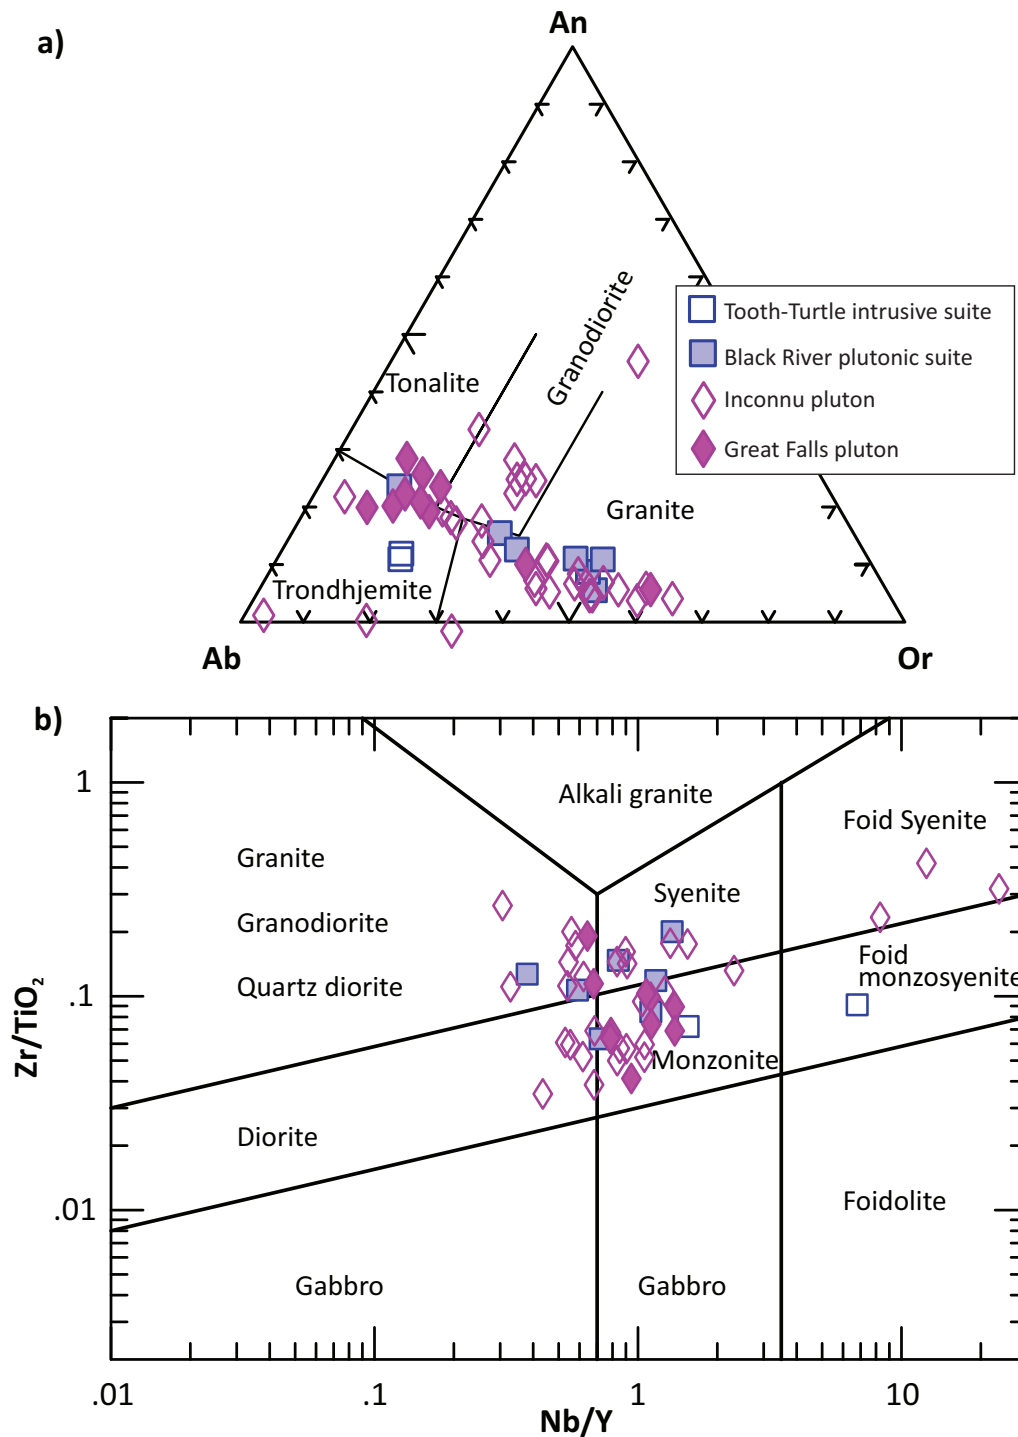 a)
An
Granodiorite
Tooth-Turtle intrusive suite
Black River plutonic suite
Inconnu pluton
Great Falls pluton
Tonalite
Granite
Trondhjemite
Ab
Or
b)
1
Alkali granite
Foid Syenite
Granite
Syenite
Granodiorite
Foid
monzosyenite
Quartz diorite
0.1
Monzonite
Diorite
.01
Foidolite
Gabbro
Gabbro
Zr/TiO₂
.01
.1
1
10
Nb/Y